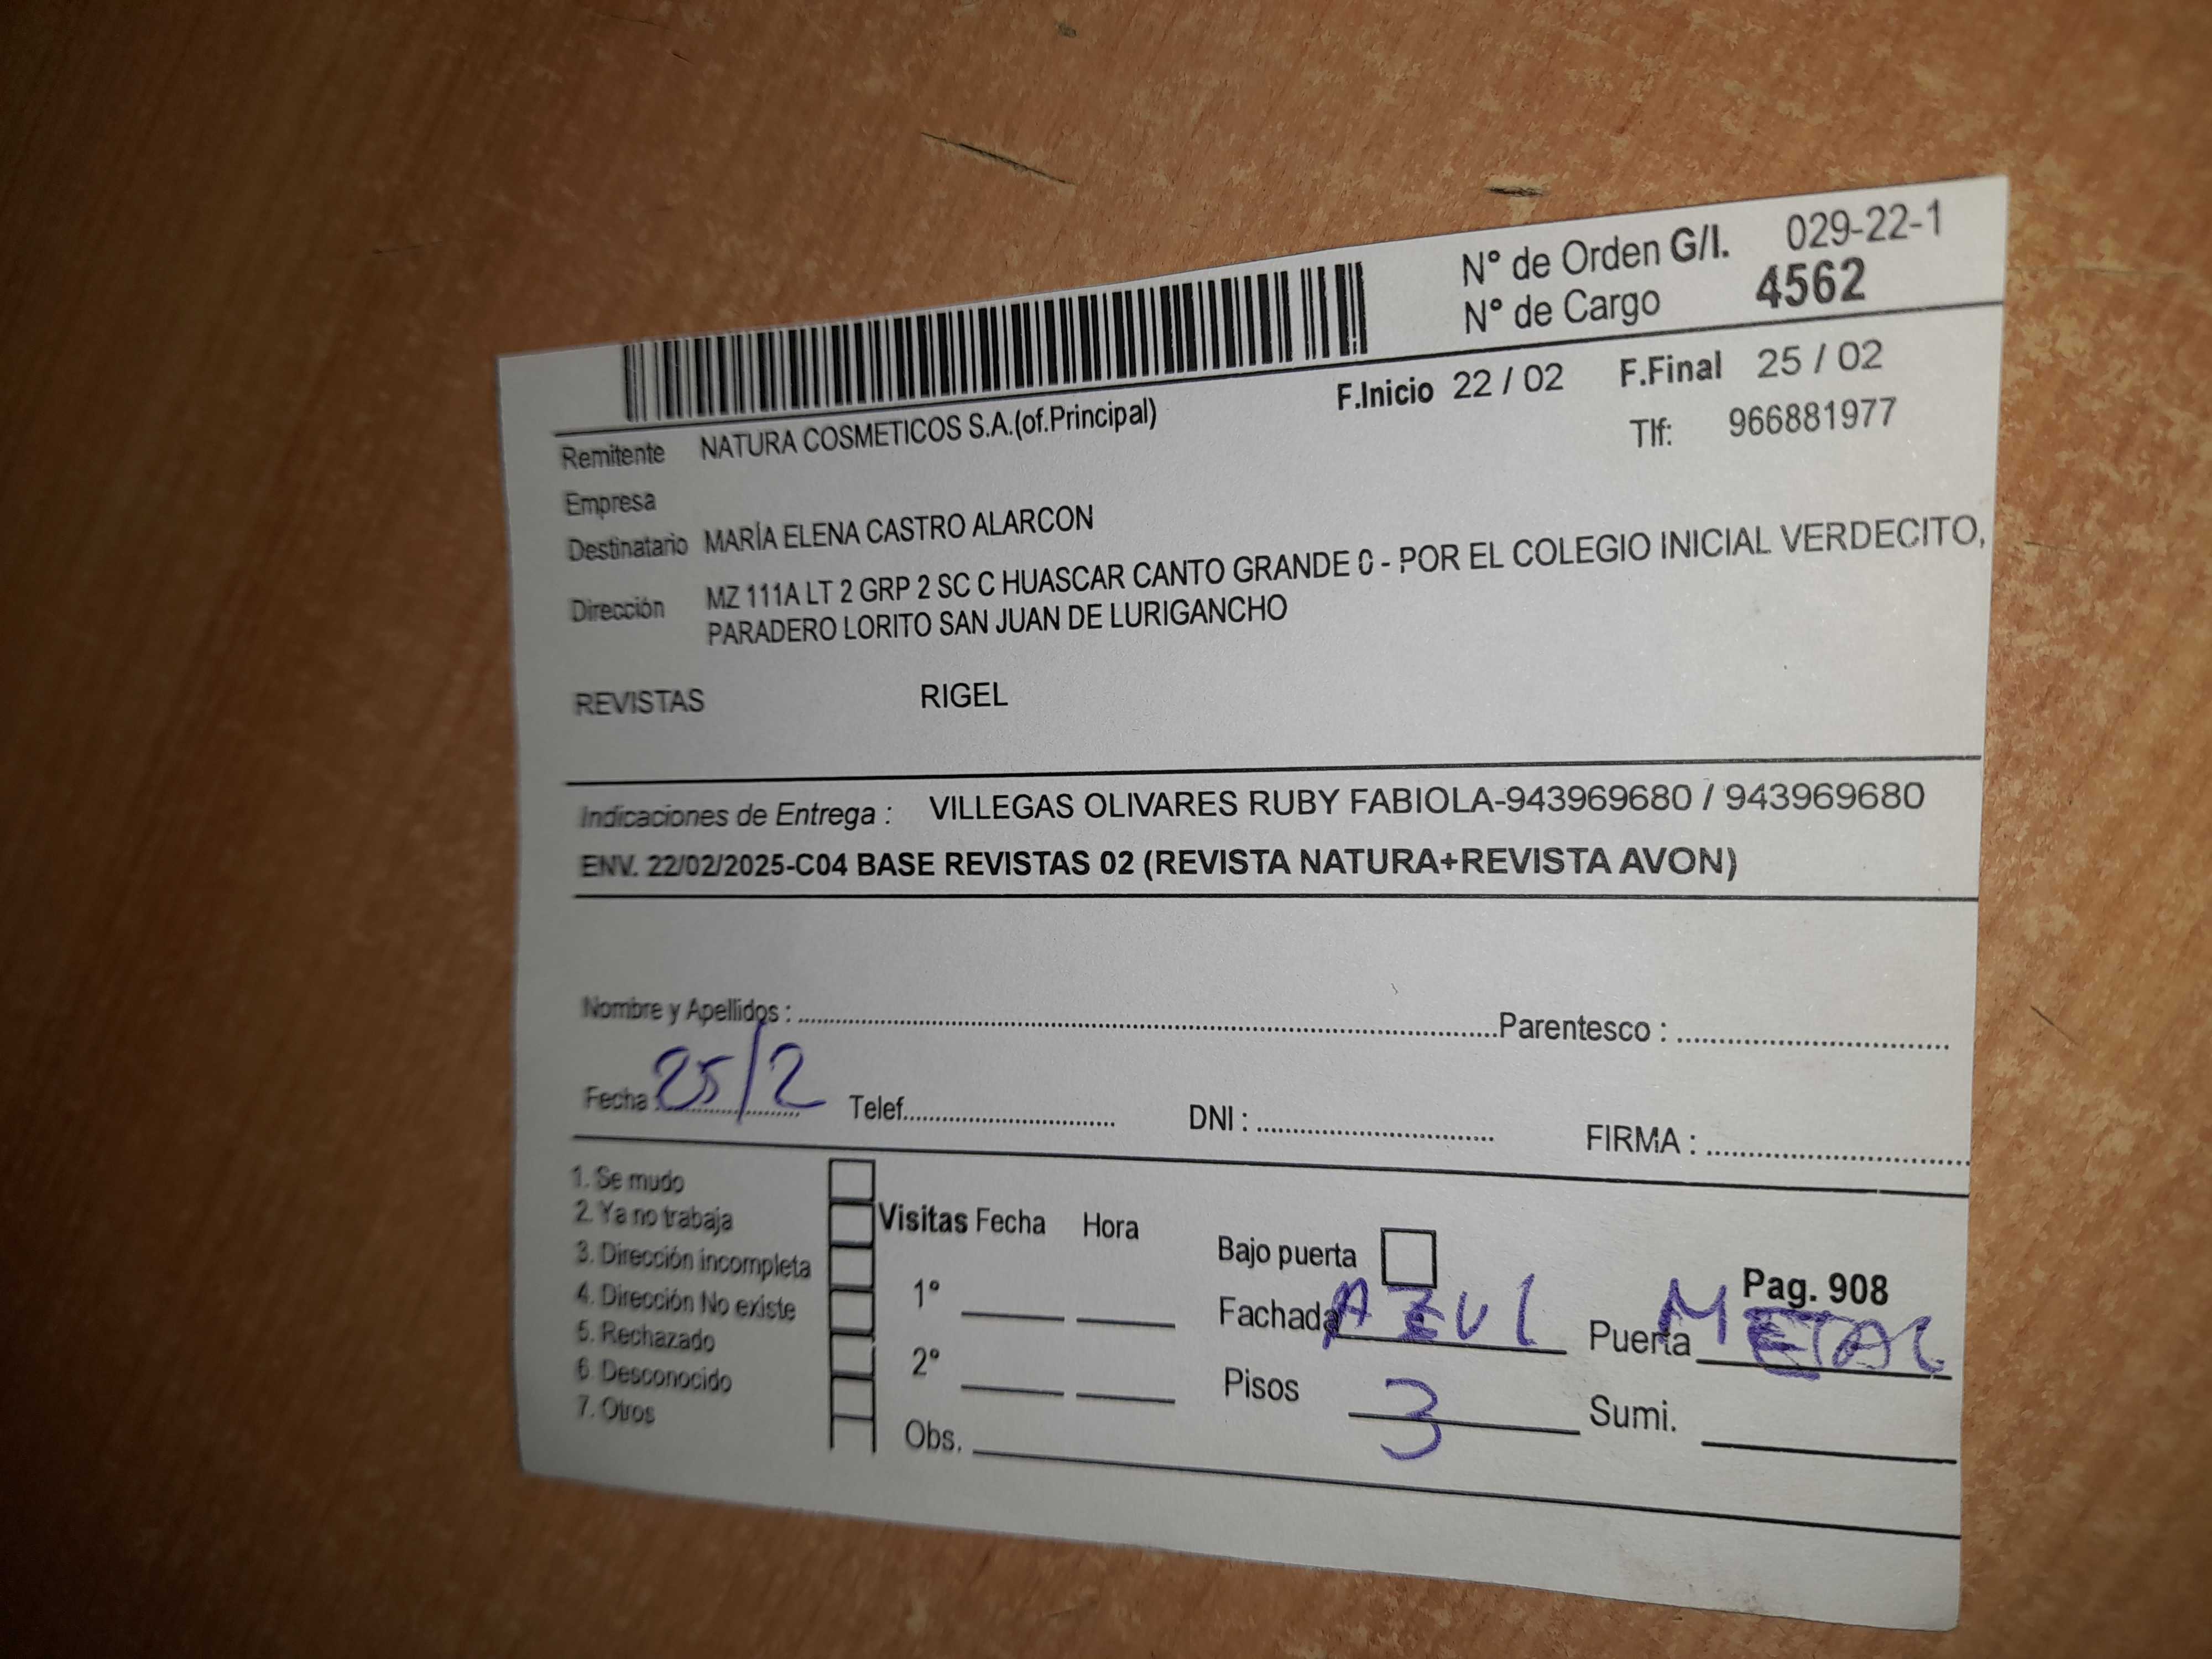 N° de Orden G/I. 029-22-1
N° de Cargo 4562
F.Inicio 22 / 02 F.Final 25 / 02
Remitente NATURA COSMETICOS S.A.(of.Principal) Tlf: 966881977
Empresa
Destinatario MARÍA ELENA CASTRO ALARCON
Dirección MZ 111A LT 2 GRP 2 SC C HUASCAR CANTO GRANDE 0 - POR EL COLEGIO INICIAL VERDECITO,
PARADERO LORITO SAN JUAN DE LURIGANCHO
REVISTAS RIGEL
Indicaciones de Entrega : VILLEGAS OLIVARES RUBY FABIOLA-943969680 / 943969680
ENV. 22/02/2025-C04 BASE REVISTAS 02 (REVISTA NATURA+REVISTA AVON)
Nombre y Apellidos : Parentesco :
Fecha 25/2 Telef. DNI : FIRMA :
1. Se mudo
2. Ya no trabaja
3. Dirección incompleta
4. Dirección No existe
5. Rechazado
6 Desconocido
7. Otros
Visitas Fecha Hora
1°
2°
Obs.
Bajo puerta Pag. 908
Fachada AZUL Puerta METAL
Pisos 3 Sumi.